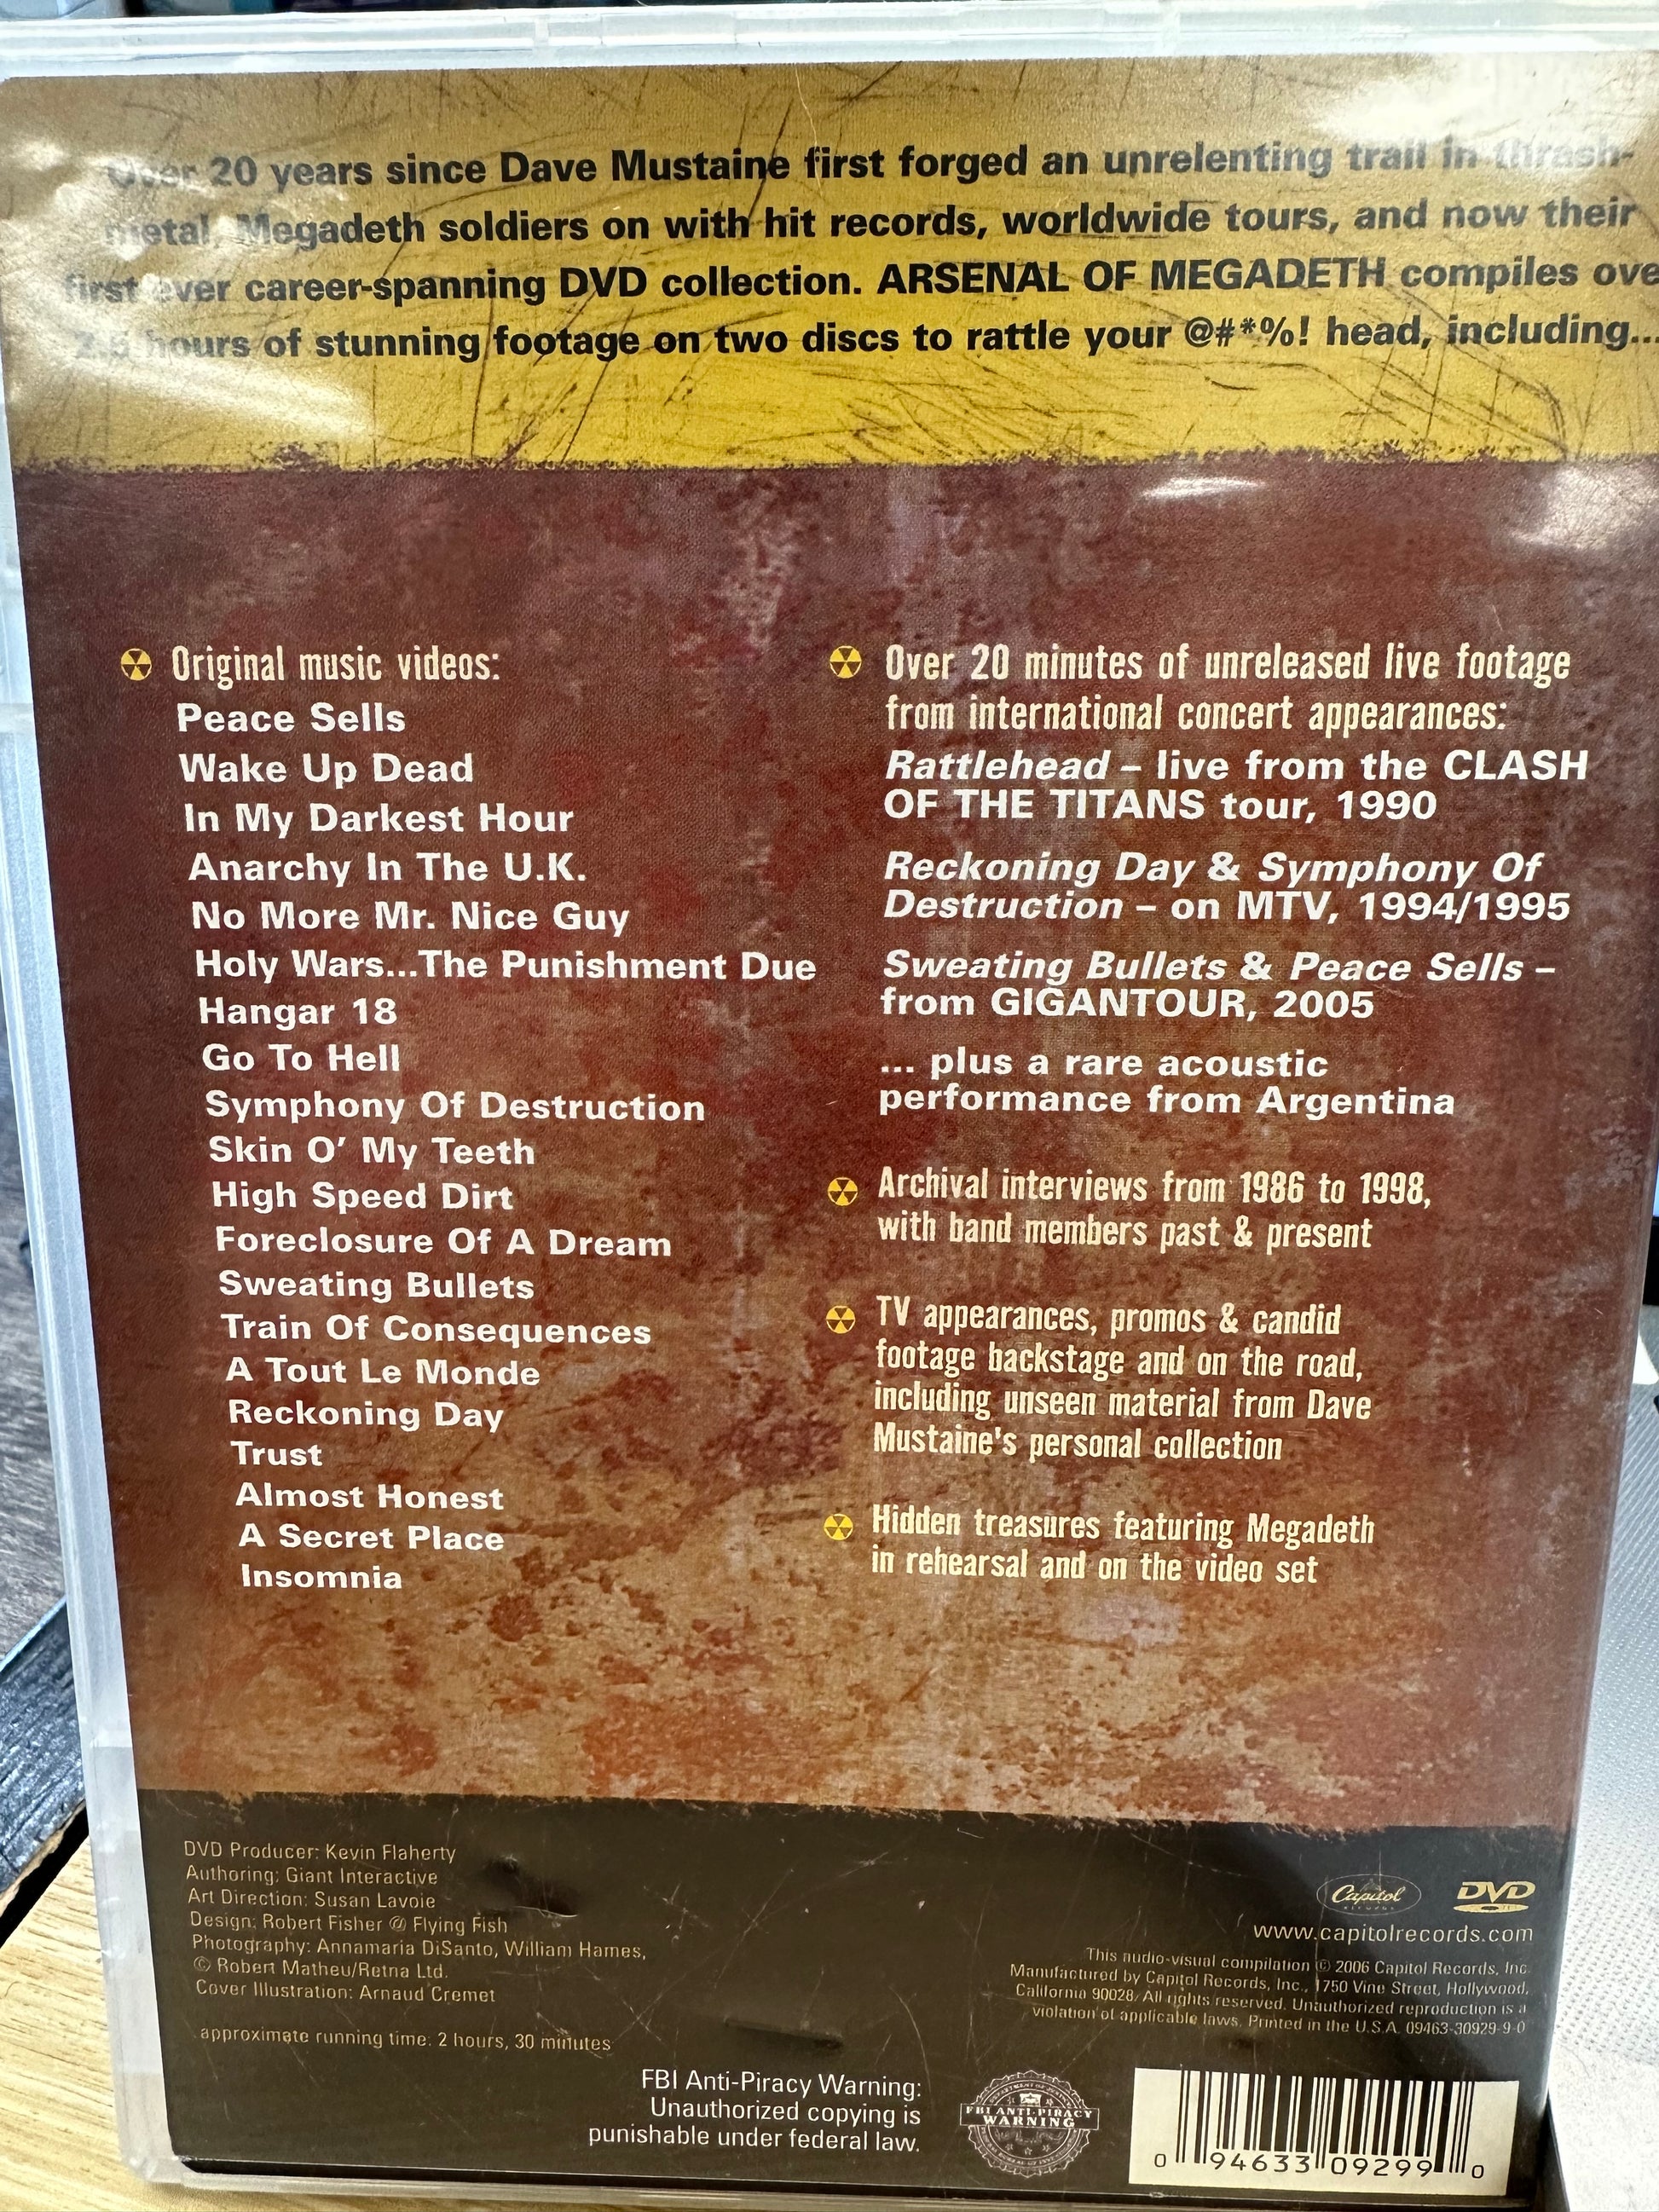 Over 20 years since Dave Mustaine first forged an unrelenting trail in thrash-
metal, Megadeth soldiers on with hit records, worldwide tours, and now their
first ever career-spanning DVD collection. ARSENAL OF MEGADETH compiles ove
2.5 hours of stunning footage on two discs to rattle your @#*%! head, including...
Original music videos:
Peace Sells
Wake Up Dead
In My Darkest Hour
Anarchy In The U.K.
No More Mr. Nice Guy
Holy Wars...The Punishment Due
Hangar 18
Go To Hell
Symphony Of Destruction
Skin O’ My Teeth
High Speed Dirt
Foreclosure Of A Dream
Sweating Bullets
Train Of Consequences
A Tout Le Monde
Reckoning Day
Trust
Almost Honest
A Secret Place
Insomnia
Over 20 minutes of unreleased live footage
from international concert appearances:
Rattlehead – live from the CLASH
OF THE TITANS tour, 1990
Reckoning Day & Symphony Of
Destruction – on MTV, 1994/1995
Sweating Bullets & Peace Sells –
from GIGANTOUR, 2005
... plus a rare acoustic
performance from Argentina
Archival interviews from 1986 to 1998,
with band members past & present
TV appearances, promos & candid
footage backstage and on the road,
including unseen material from Dave
Mustaine's personal collection
Hidden treasures featuring Megadeth
in rehearsal and on the video set
DVD Producer: Kevin Flaherty
Authoring: Giant Interactive
Art Direction: Susan Lavoie
Design: Robert Fisher @ Flying Fish
Photography: Annamaria DiSanto, William Hames,
© Robert Matheu/Retna Ltd.
Cover Illustration: Arnaud Cremet
approximate running time: 2 hours, 30 minutes
Capitol
RECORDS
DVD
www.capitolrecords.com
This audio-visual compilation © 2006 Capitol Records, Inc.
Manufactured by Capitol Records, Inc., 1750 Vine Street, Hollywood,
California 90028. All rights reserved. Unauthorized reproduction is a
violation of applicable laws. Printed in the U.S.A. 09463-30929-9-0
FBI Anti-Piracy Warning:
Unauthorized copying is
punishable under federal law.
FBI ANTI-PIRACY
WARNING
0 94633 09299 0